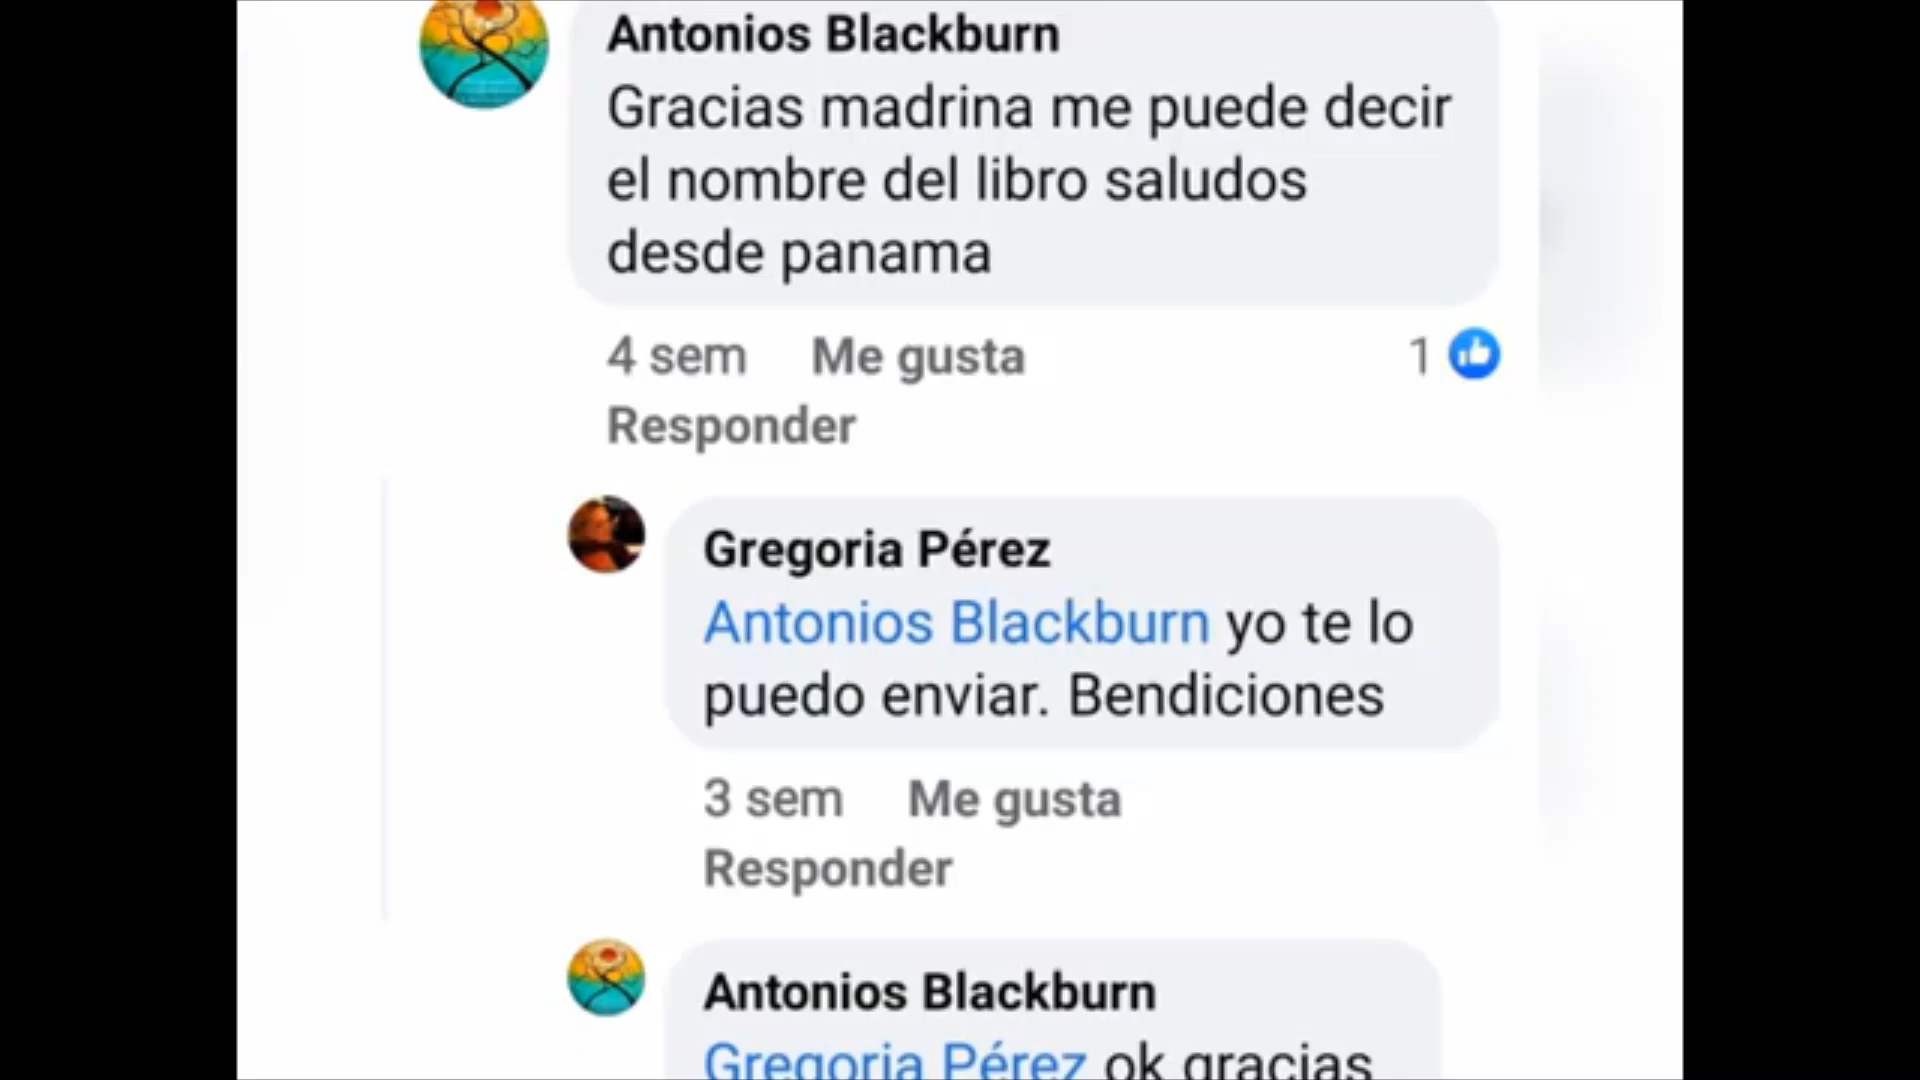 Antonios Blackburn
Gracias madrina me puede decir
el nombre del libro saludos
desde panama
4 sem Me gusta 1
Responder
Gregoria Pérez
Antonios Blackburn yo te lo
puedo enviar. Bendiciones
3 sem Me gusta
Responder
Antonios Blackburn
Gregoria Pérez ok gracias